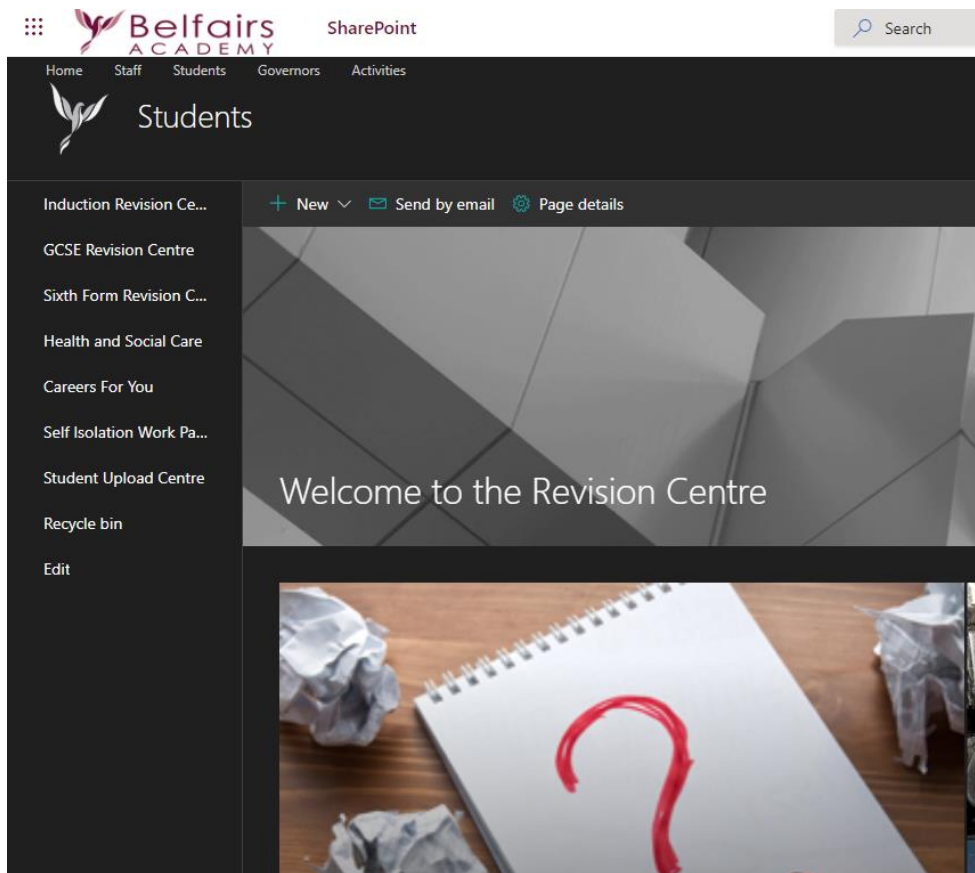 Belfairs
ACADEMY
SharePoint
Search
Home Staff Students Governors Activities
Students
Induction Revision Ce...
GCSE Revision Centre
Sixth Form Revision C...
Health and Social Care
Careers For You
Self Isolation Work Pa...
Student Upload Centre
Recycle bin
Edit
New Send by email Page details
Welcome to the Revision Centre
?